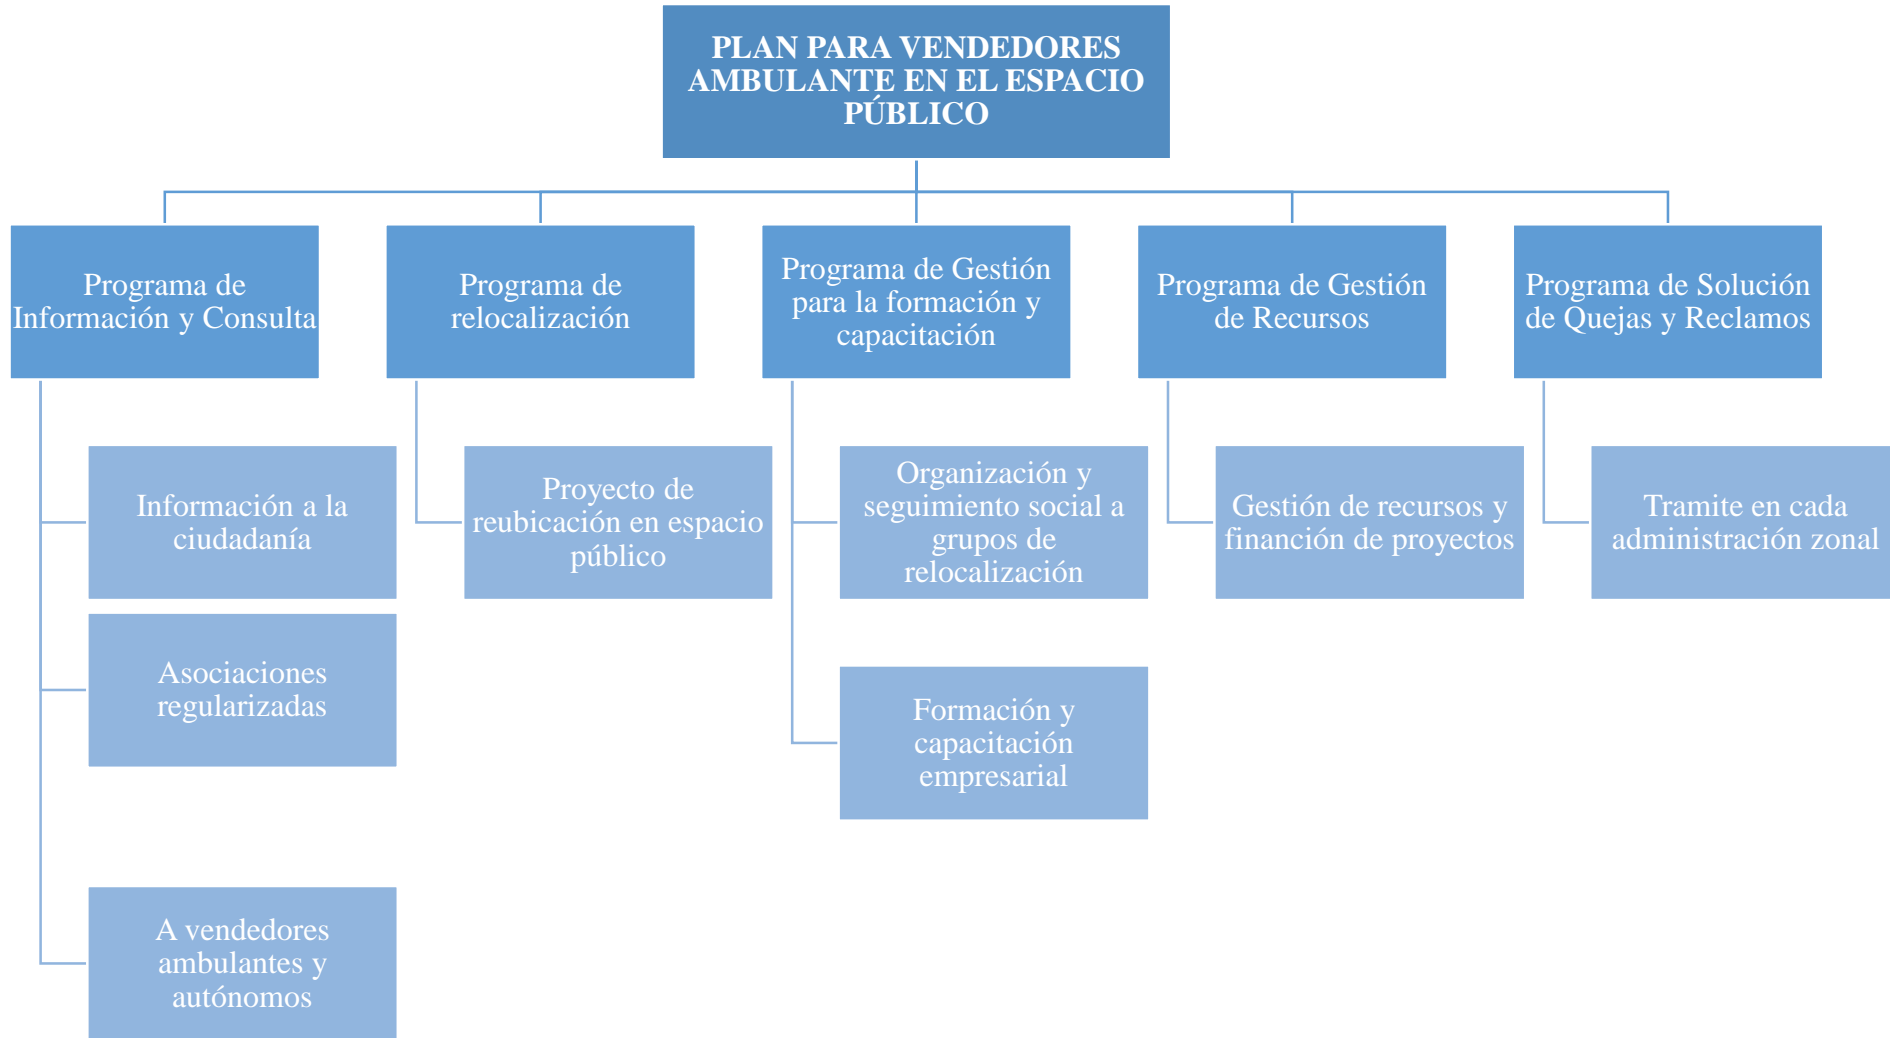 PLAN PARA VENDEDORES
AMBULANTE EN EL ESPACIO
PÚBLICO
Programa de
Información y Consulta
Programa de
relocalización
Programa de Gestión
para la formación y
capacitación
Programa de Gestión
de Recursos
Programa de Solución
de Quejas y Reclamos
Información a la
ciudadanía
Asociaciones
regularizadas
A vendedores
ambulantes y
autónomos
Proyecto de
reubicación en espacio
público
Organización y
seguimiento social a
grupos de
relocalización
Formación y
capacitación
empresarial
Gestión de recursos y
financión de proyectos
Tramite en cada
administración zonal